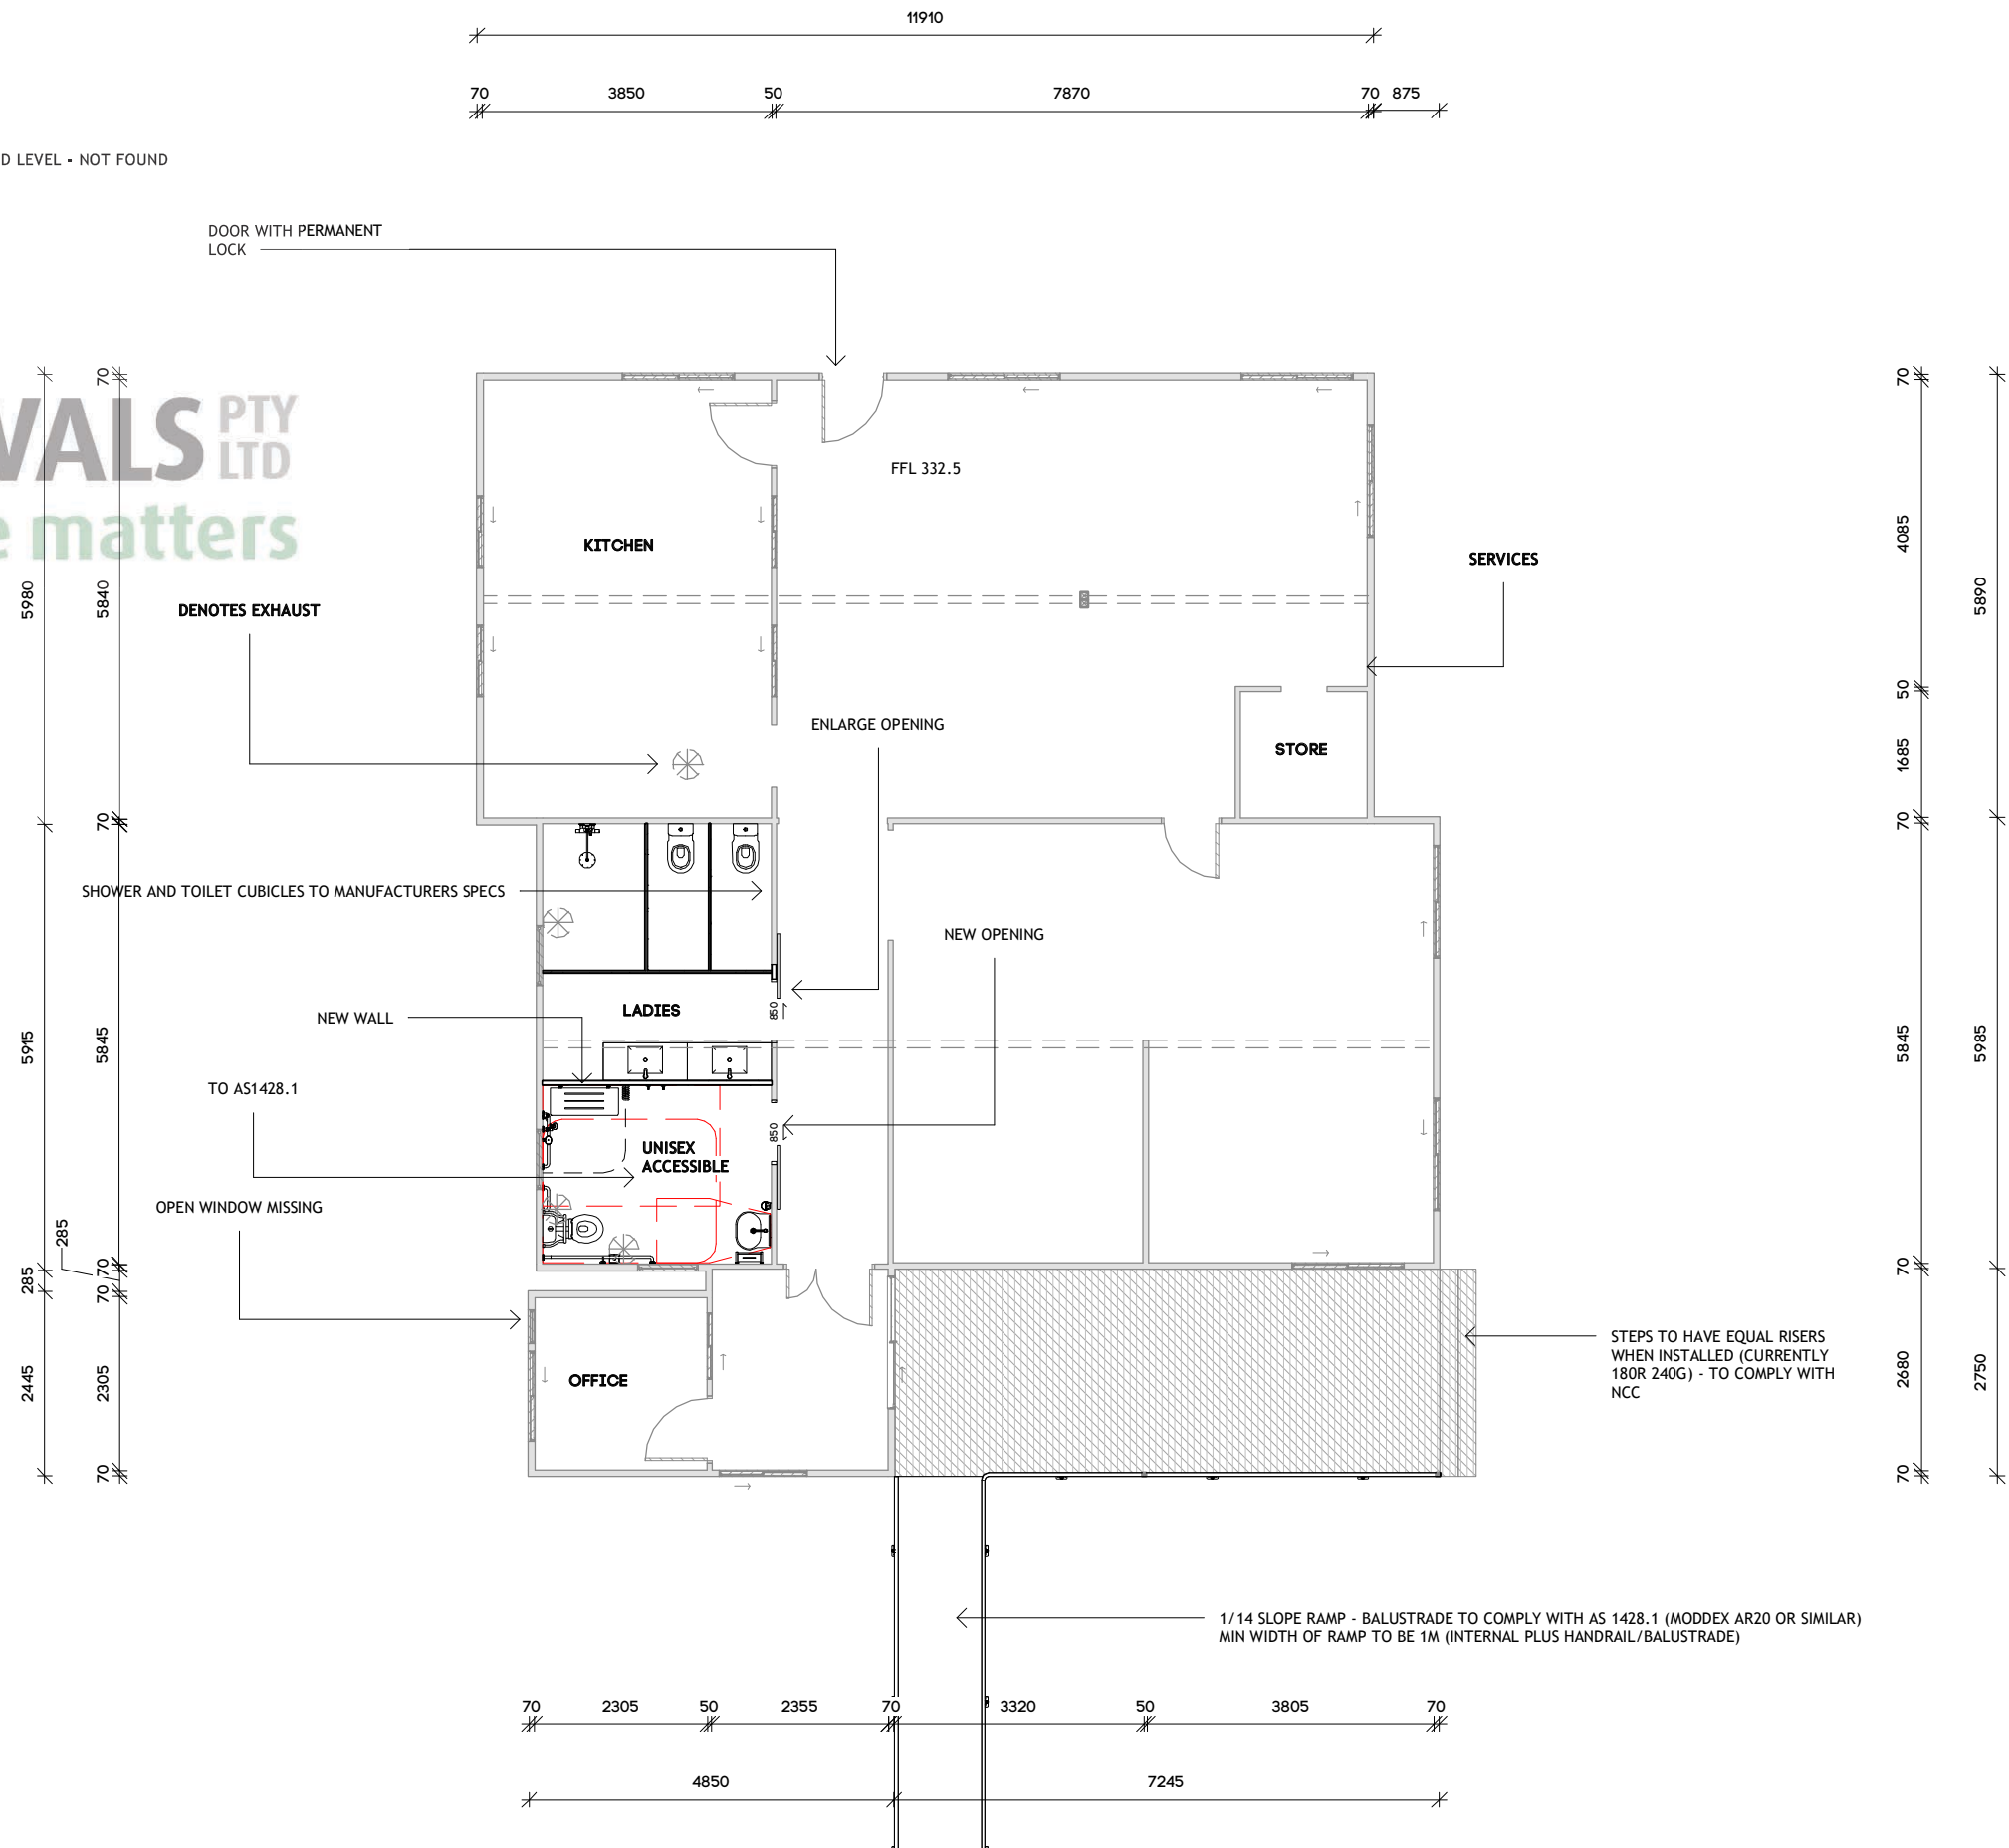 11910
70 3850 50 7870 70 875
D LEVEL - NOT FOUND
DOOR WITH PERMANENT
LOCK
VALS PTY
LTD
e matters
FFL 332.5
KITCHEN
SERVICES
DENOTES EXHAUST
ENLARGE OPENING
STORE
SHOWER AND TOILET CUBICLES TO MANUFACTURERS SPECS
NEW OPENING
LADIES
850
NEW WALL
TO AS1428.1
850
UNISEX
ACCESSIBLE
OPEN WINDOW MISSING
OFFICE
STEPS TO HAVE EQUAL RISERS
WHEN INSTALLED (CURRENTLY
180R 240G) - TO COMPLY WITH
NCC
1/14 SLOPE RAMP - BALUSTRADE TO COMPLY WITH AS 1428.1 (MODDEX AR20 OR SIMILAR)
MIN WIDTH OF RAMP TO BE 1M (INTERNAL PLUS HANDRAIL/BALUSTRADE)
5980
5915
285
2445
285
70
5840
70
5845
70
70
2305
70
70
4085
50
1685
70
5845
70
2680
70
5890
5985
2750
70 2305 50 2355 70 3320 50 3805 70
4850 7245